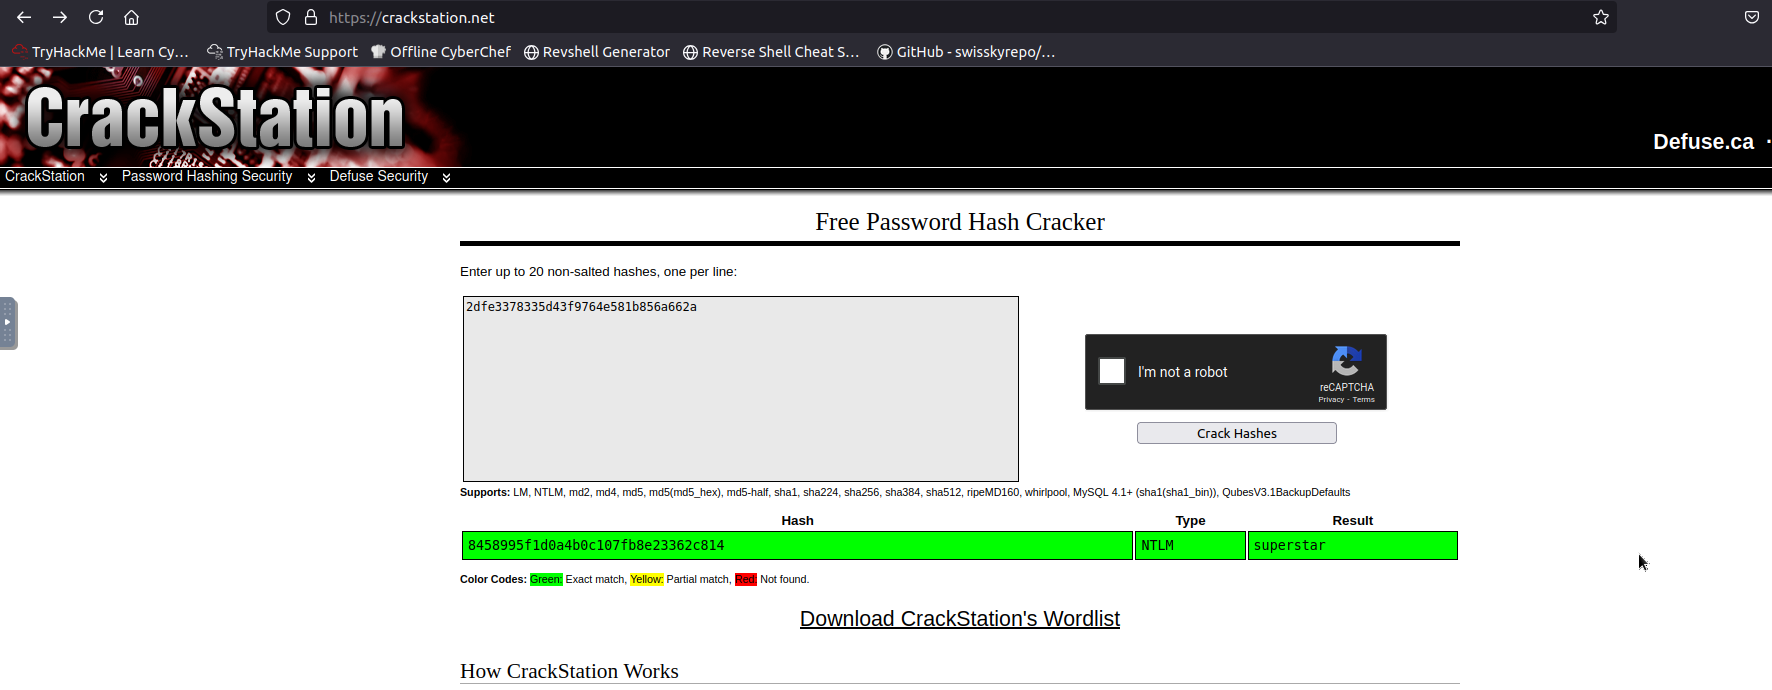 https://crackstation.net
TryHackMe | Learn Cy... TryHackMe Support Offline CyberChef Revshell Generator Reverse Shell Cheat S... GitHub - swisskyrepo/...
CrackStation
Defuse.ca ·
CrackStation Password Hashing Security Defuse Security
Free Password Hash Cracker
Enter up to 20 non-salted hashes, one per line:
2dfe3378335d43f9764e581b856a662a
I'm not a robot
reCAPTCHA
Privacy - Terms
Crack Hashes
Supports: LM, NTLM, md2, md4, md5, md5(md5_hex), md5-half, sha1, sha224, sha256, sha384, sha512, ripeMD160, whirlpool, MySQL 4.1+ (sha1(sha1_bin)), QubesV3.1BackupDefaults
Hash Type Result
8458995f1d0a4b0c107fb8e23362c814 NTLM superstar
Color Codes: Green: Exact match, Yellow: Partial match, Red: Not found.
Download CrackStation's Wordlist
How CrackStation Works